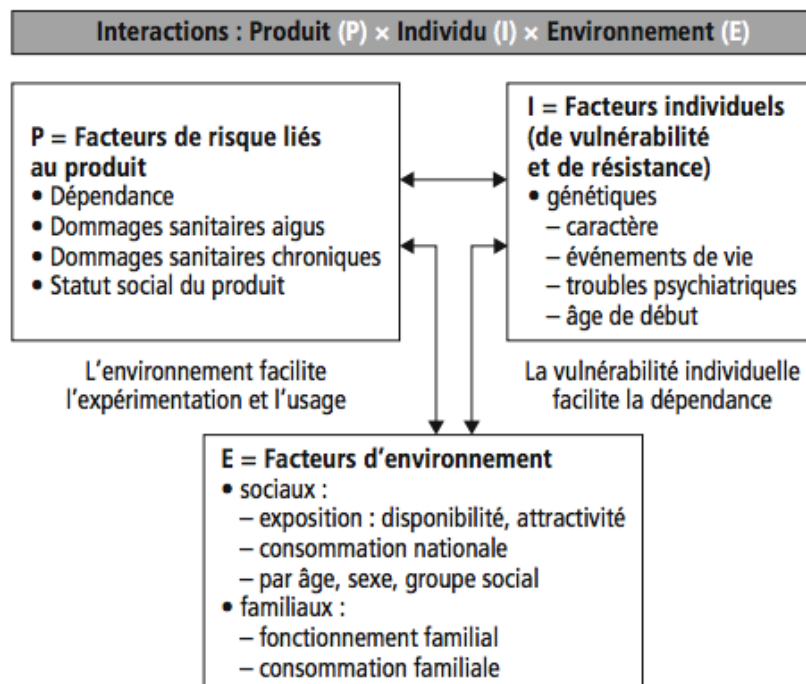 Interactions : Produit (P) × Individu (I) × Environnement (E)
P = Facteurs de risque liés
au produit
• Dépendance
• Dommages sanitaires aigus
• Dommages sanitaires chroniques
• Statut social du produit
I = Facteurs individuels
(de vulnérabilité
et de résistance)
• génétiques
– caractère
– événements de vie
– troubles psychiatriques
– âge de début
L'environnement facilite
l'expérimentation et l'usage
La vulnérabilité individuelle
facilite la dépendance
E = Facteurs d'environnement
• sociaux :
– exposition : disponibilité, attractivité
– consommation nationale
– par âge, sexe, groupe social
• familiaux :
– fonctionnement familial
– consommation familiale